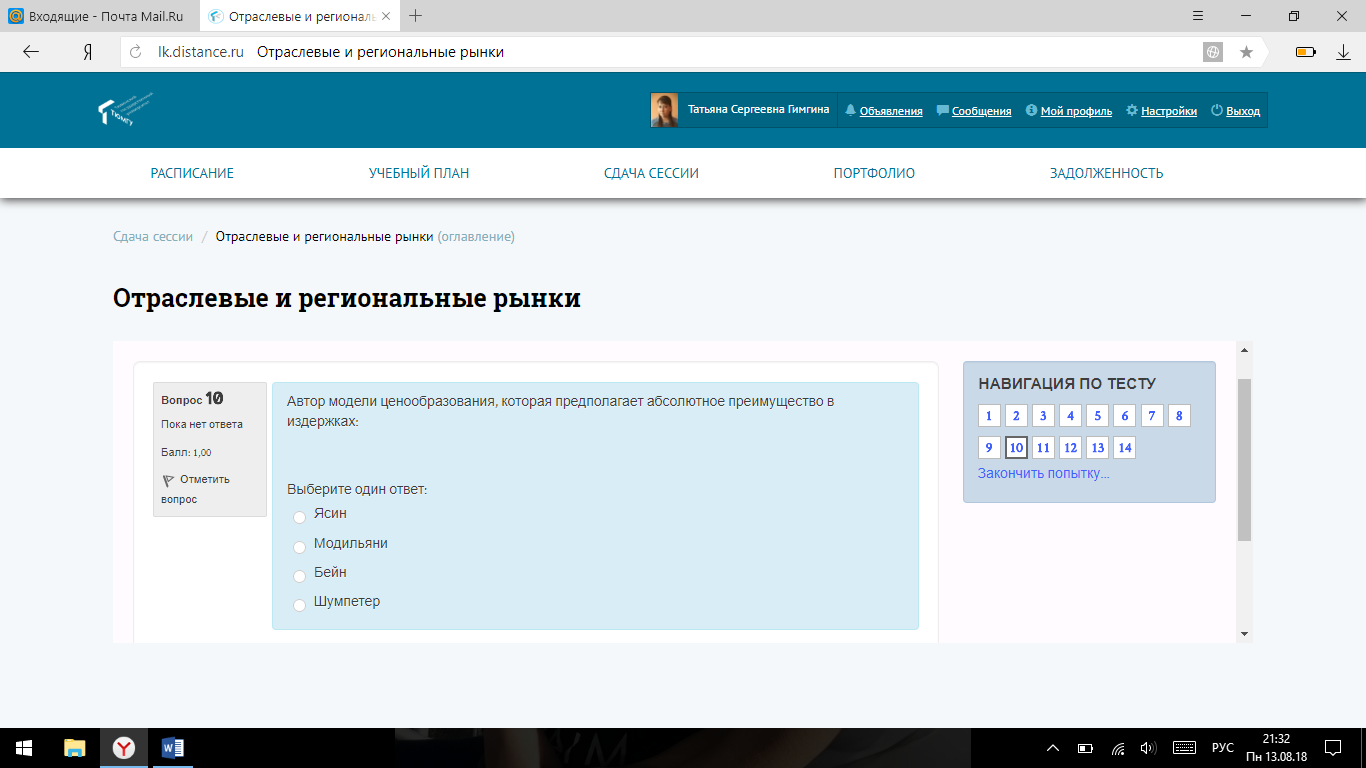 Входящие - Почта Mail.Ru
Отраслевые и региональ
lk.distance.ru Отраслевые и региональные рынки
Татьяна Сергеевна Гимгина
Объявления
Сообщения
Мой профиль
Настройки
Выход
РАСПИСАНИЕ
УЧЕБНЫЙ ПЛАН
СДАЧА СЕССИИ
ПОРТФОЛИО
ЗАДОЛЖЕННОСТЬ
Сдача сессии / Отраслевые и региональные рынки (оглавление)
Отраслевые и региональные рынки
Вопрос 10
Пока нет ответа
Балл: 1,00
Отметить
вопрос
Автор модели ценообразования, которая предполагает абсолютное преимущество в
издержках:
Выберите один ответ:
Ясин
Модильяни
Бейн
Шумпетер
НАВИГАЦИЯ ПО ТЕСТУ
1 2 3 4 5 6 7 8
9 10 11 12 13 14
Закончить попытку...
РУС
21:32
Пн 13.08.18